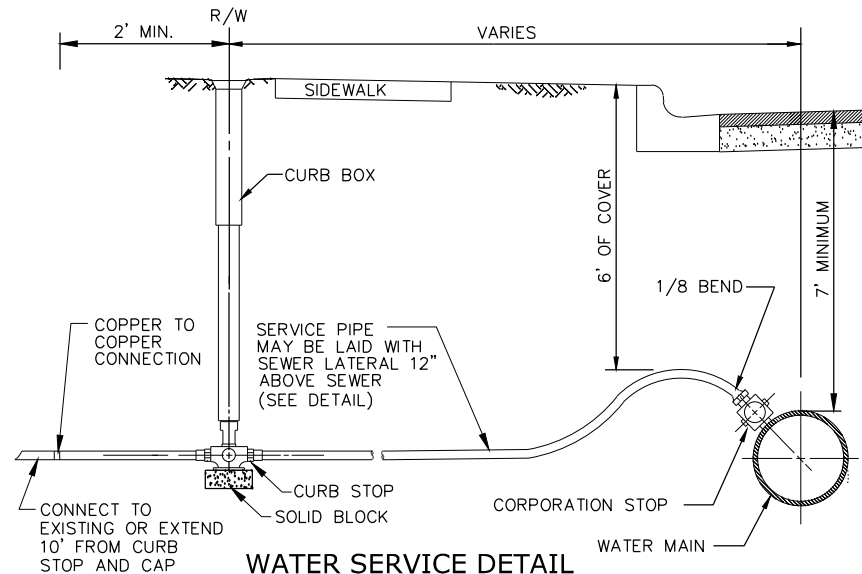 R/W
2' MIN.
VARIES
SIDEWALK
CURB BOX
6' OF COVER
7' MINIMUM
1/8 BEND
COPPER TO
COPPER
CONNECTION
SERVICE PIPE
MAY BE LAID WITH
SEWER LATERAL 12"
ABOVE SEWER
(SEE DETAIL)
CURB STOP
SOLID BLOCK
CORPORATION STOP
WATER MAIN
CONNECT TO
EXISTING OR EXTEND
10' FROM CURB
STOP AND CAP
WATER SERVICE DETAIL